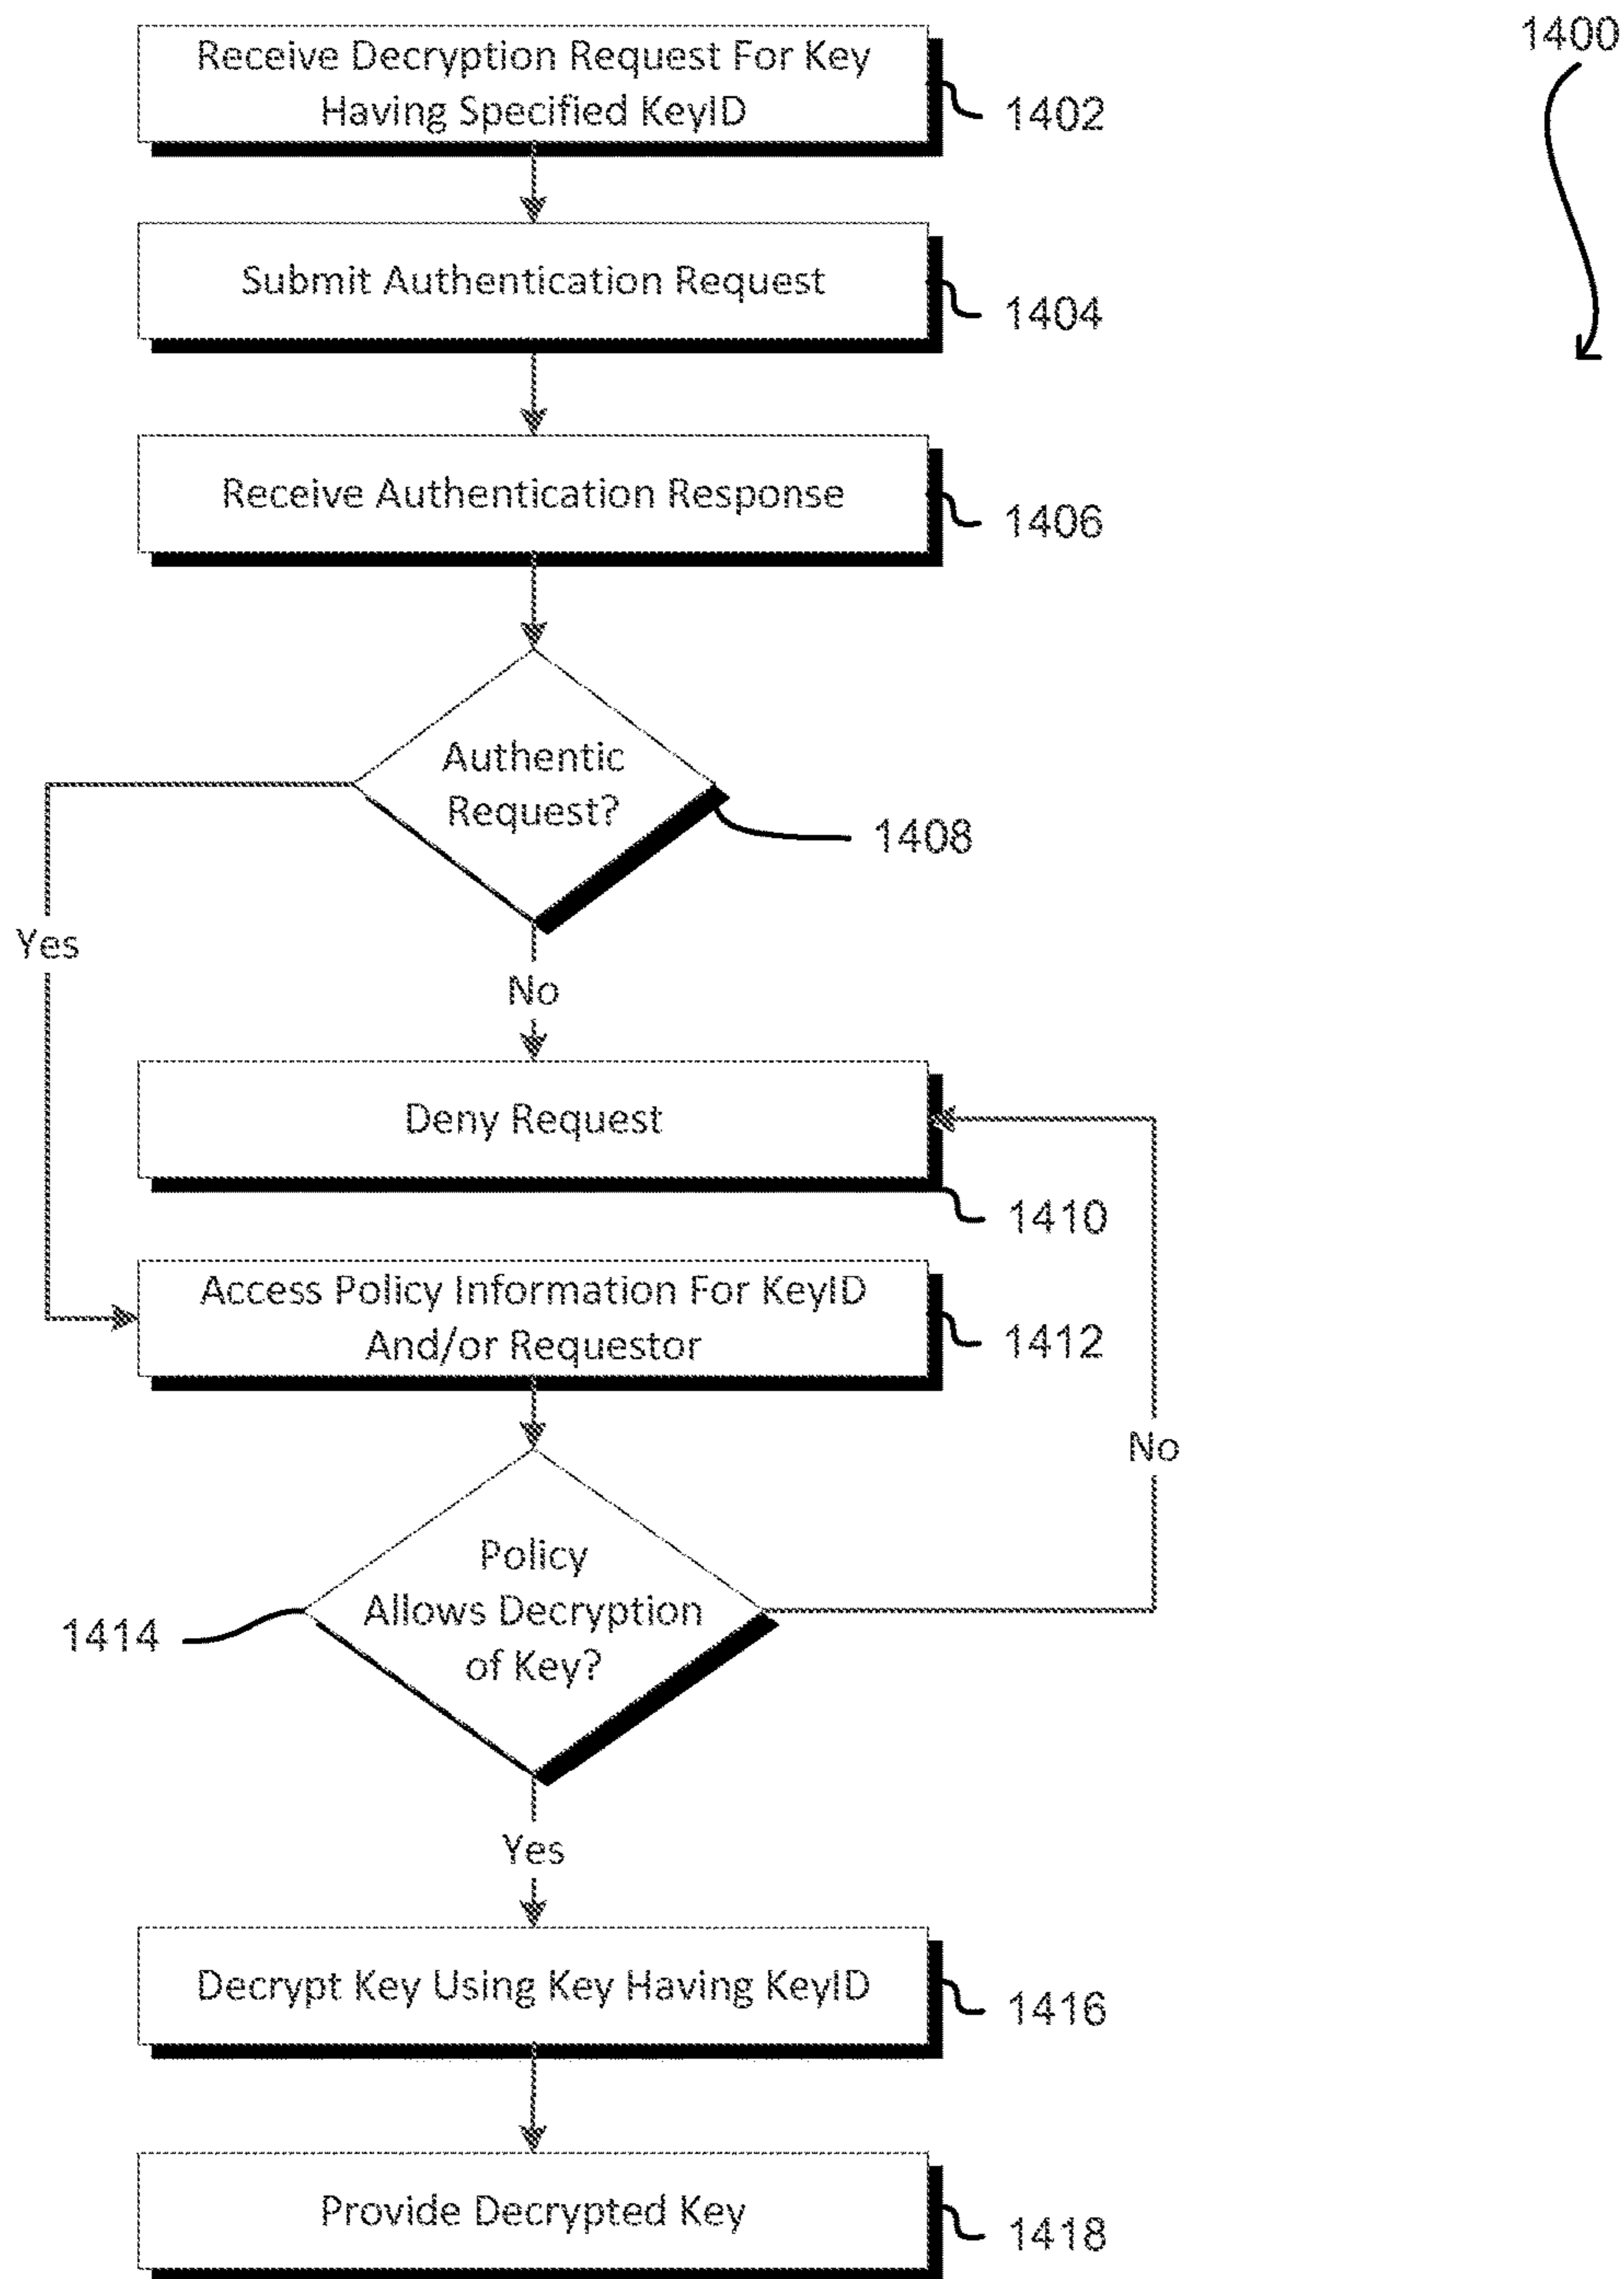 1400
Receive Decryption Request For Key
Having Specified KeyID
1402
Submit Authentication Request
1404
Receive Authentication Response
1406
Authentic
Request?
1408
Yes
No
Deny Request
1410
Access Policy Information For KeyID
And/or Requestor
1412
No
Policy
Allows Decryption
of Key?
1414
Yes
Decrypt Key Using Key Having KeyID
1416
Provide Decrypted Key
1418